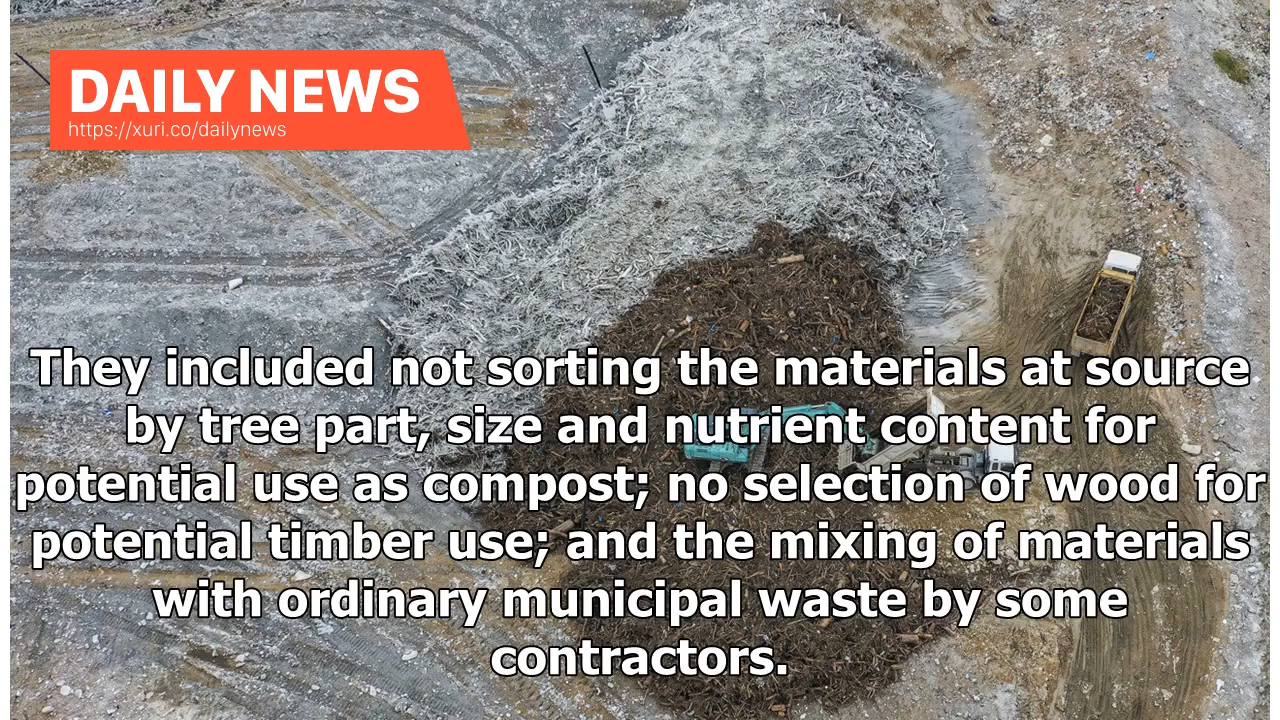 DAILY NEWS
https://xuri.co/dailynews
They included not sorting the materials at source
by tree part, size and nutrient content for
potential use as compost; no selection of wood for
potential timber use; and the mixing of materials
with ordinary municipal waste by some
contractors.